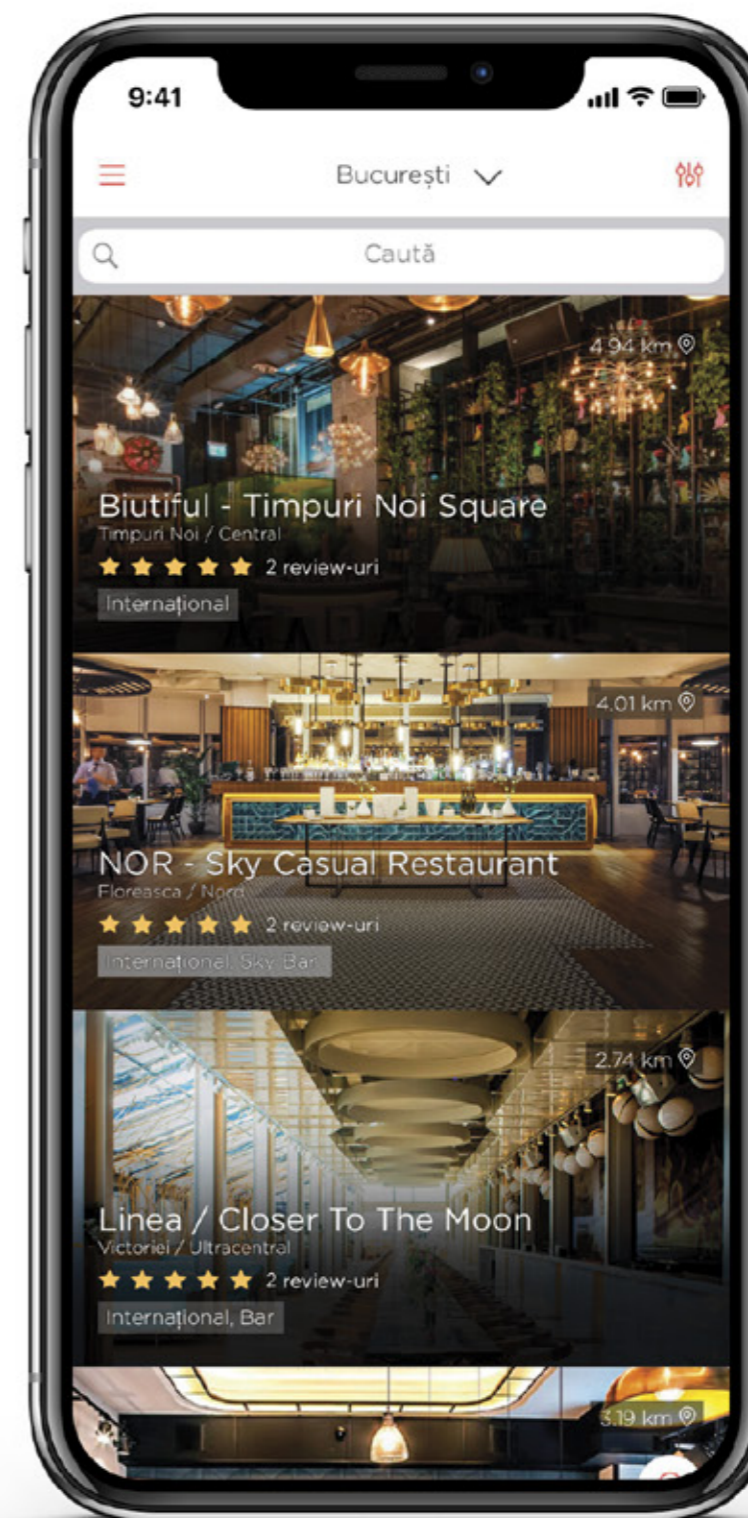 9:41
București
Caută
4.94 km
Biutiful - Timpuri Noi Square
Timpuri Noi / Central
2 review-uri
Internațional
4.01 km
NOR - Sky Casual Restaurant
Floreasca / Nord
2 review-uri
Internațional, Sky Bar
2.74 km
Linea / Closer To The Moon
Victoriei / Ultracentral
2 review-uri
Internațional, Bar
3.19 km